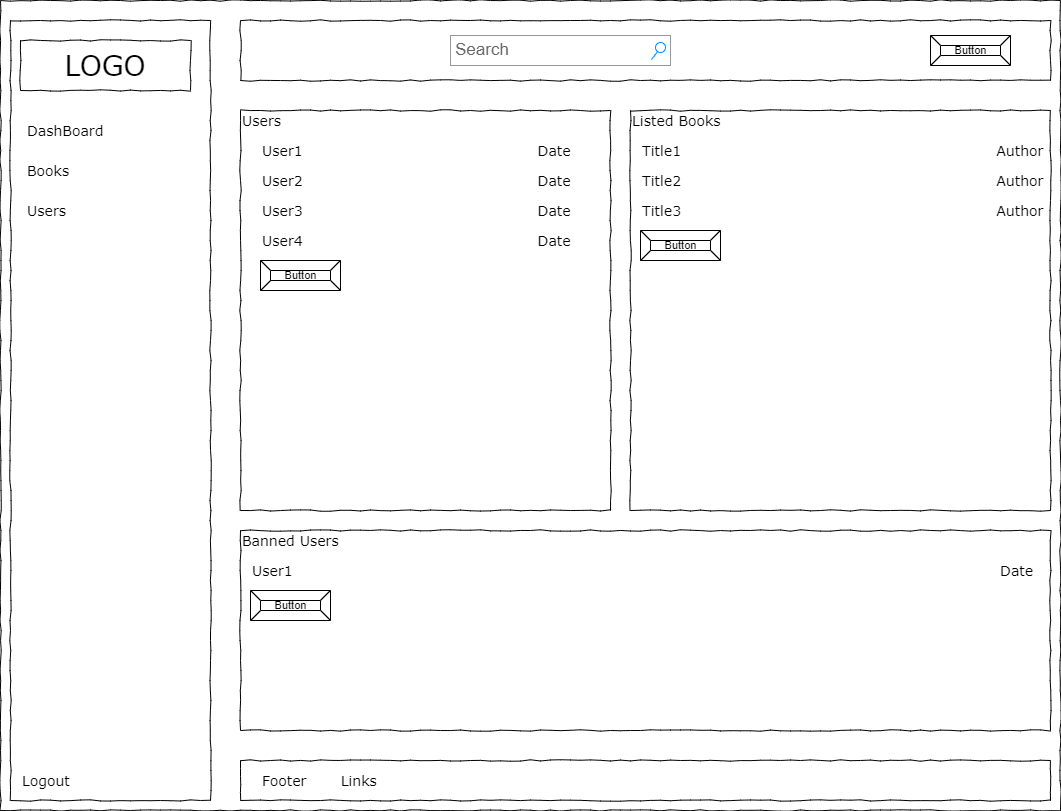 LOGO
DashBoard
Books
Users
Logout
Search
Button
Users
User1 Date
User2 Date
User3 Date
User4 Date
Button
Listed Books
Title1 Author
Title2 Author
Title3 Author
Button
Banned Users
User1 Date
Button
Footer Links